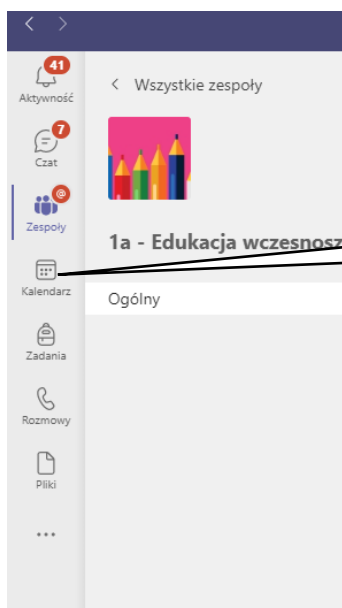 41
Aktywność
Wszystkie zespoły
7
Czat
@
Zespoły
1a - Edukacja wczesnosz
Kalendarz
Ogólny
Zadania
Rozmowy
Pliki